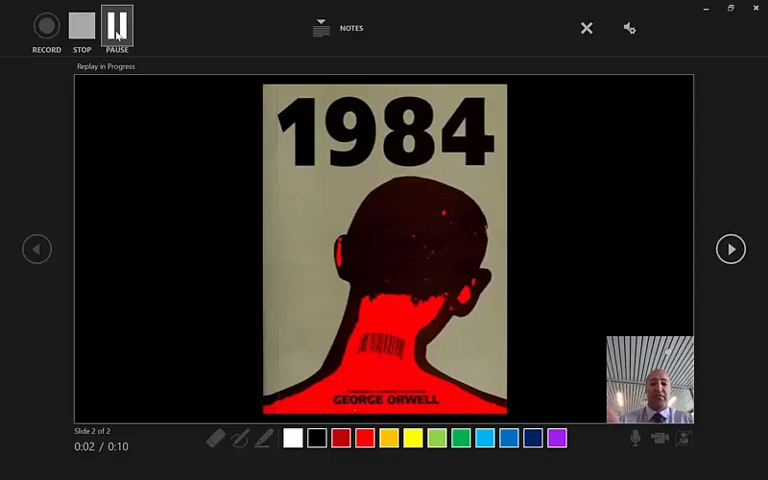 NOTES
RECORD
STOP
PAUSE
Replay in Progress
1984
GEORGE ORWELL
Slide 2 of 2
0:02 / 0:10